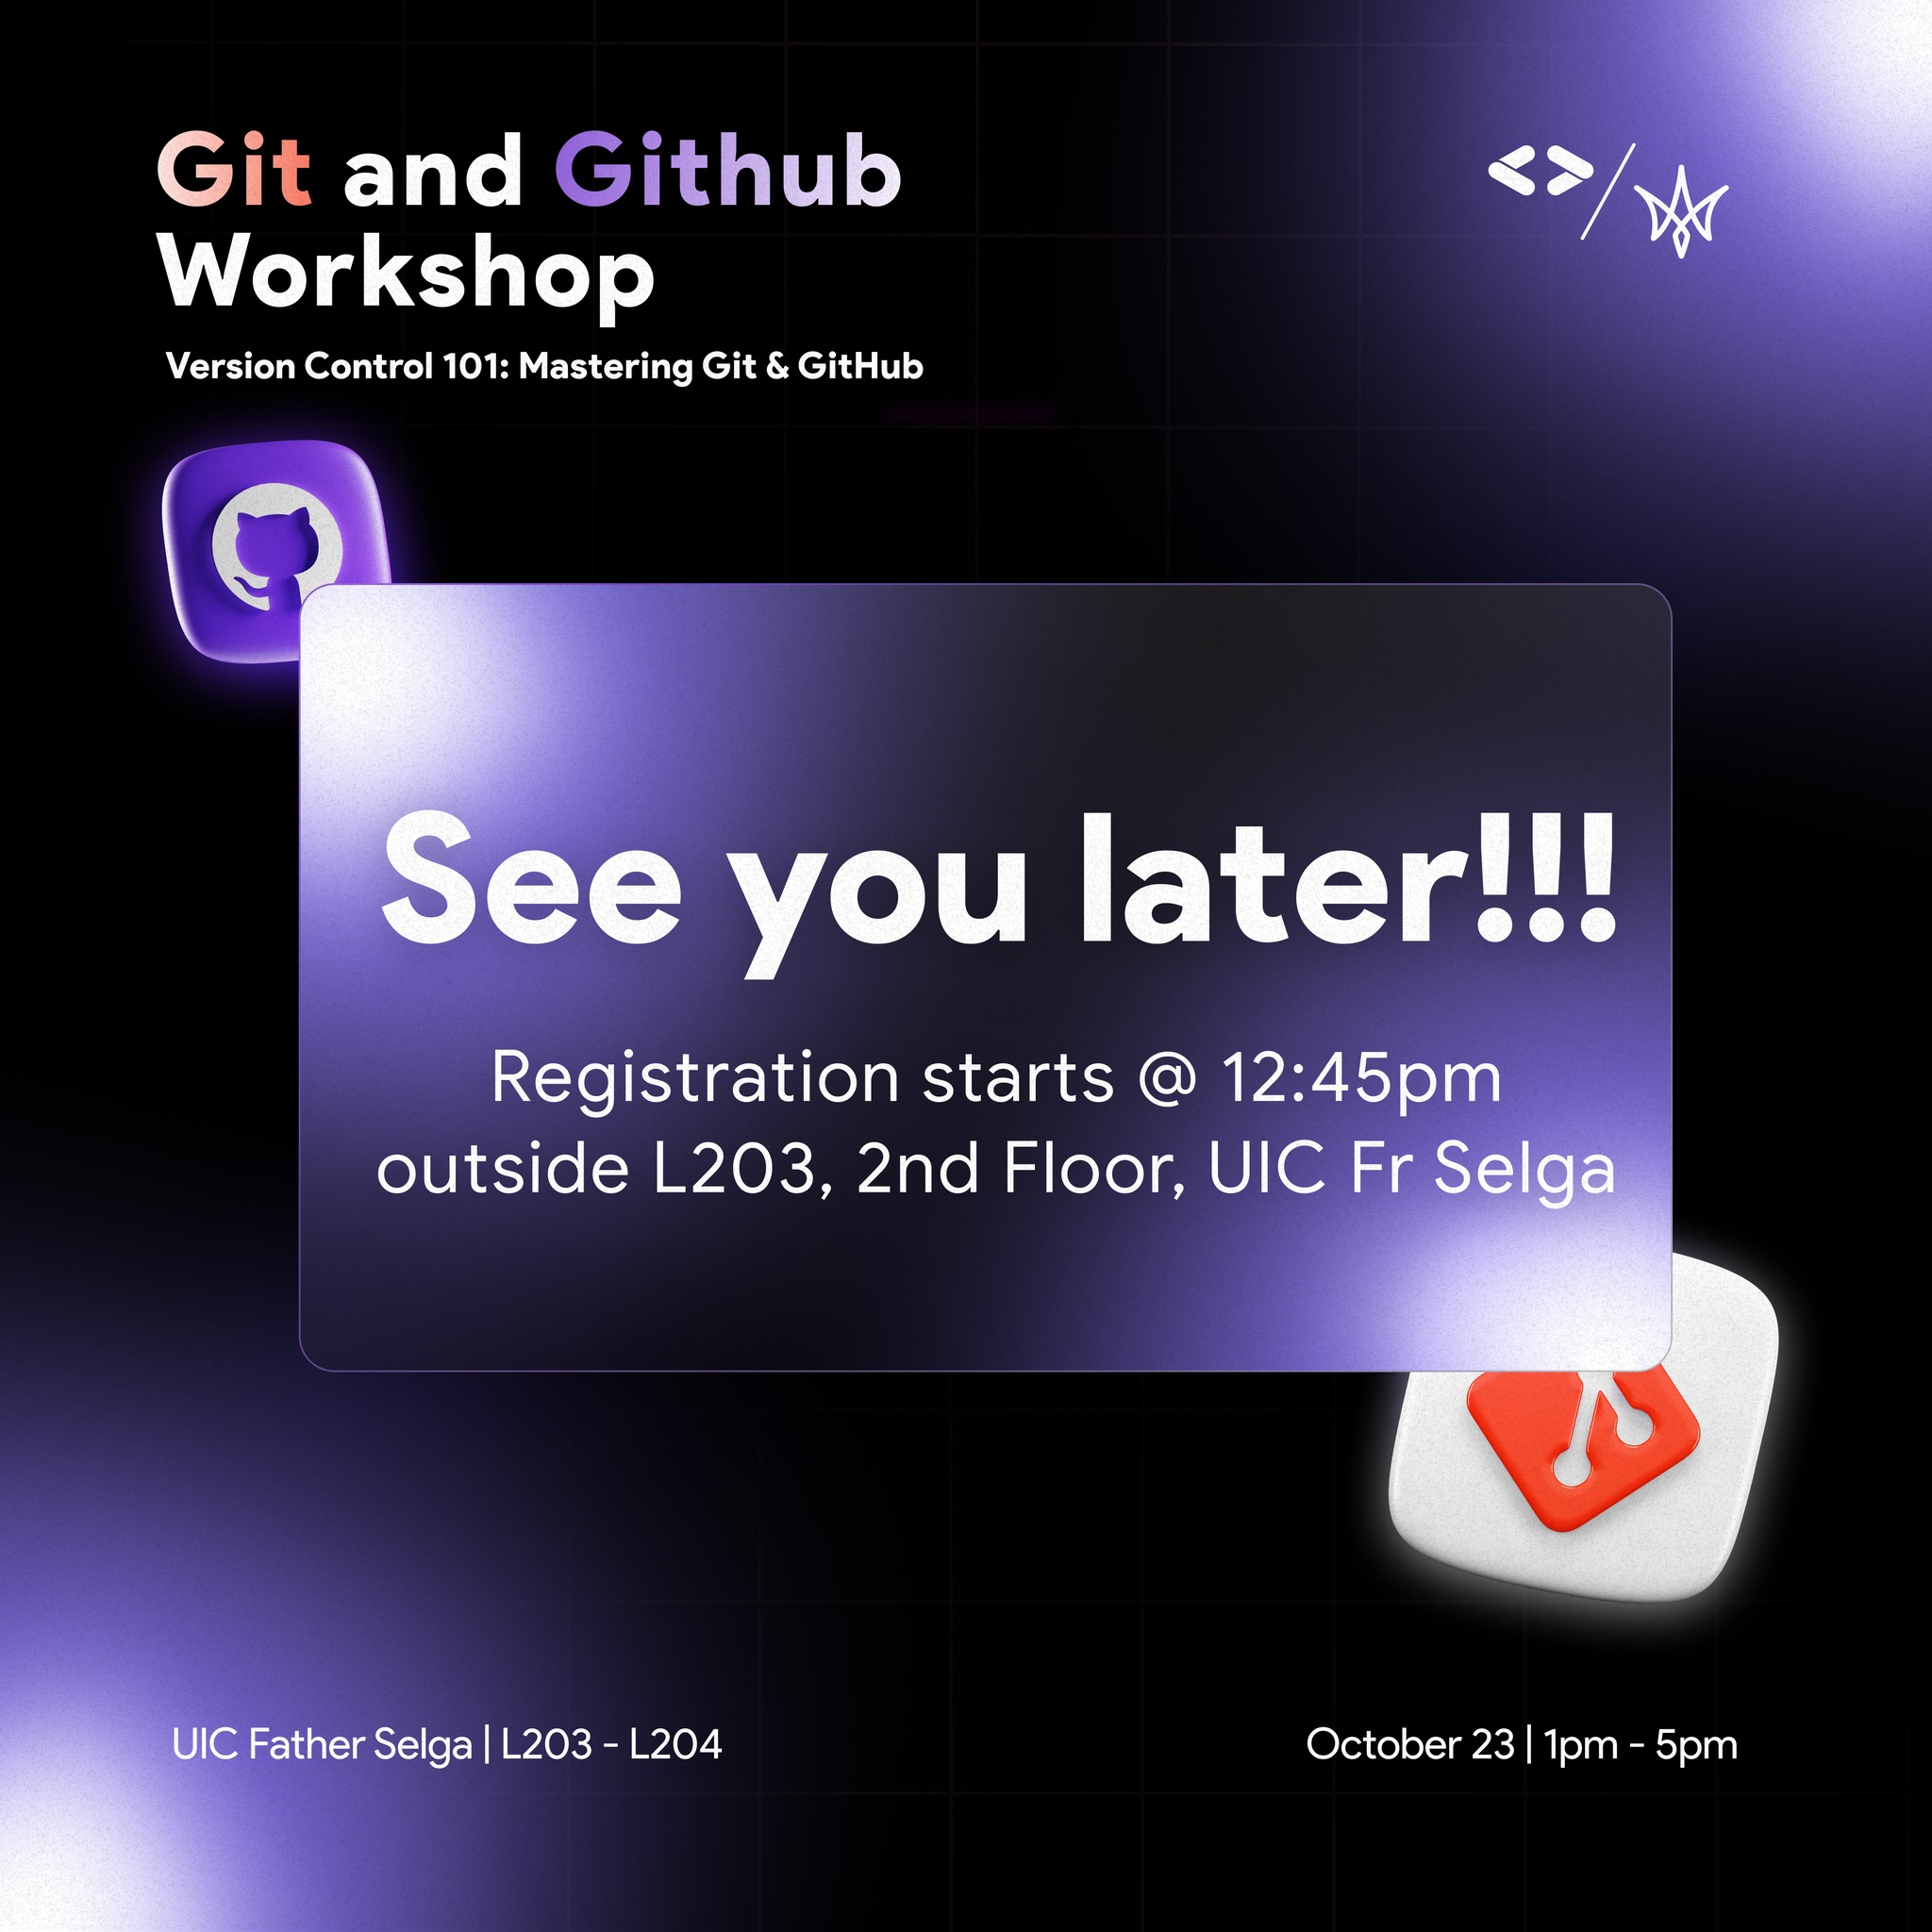 Git and Github
Workshop
Version Control 101: Mastering Git & GitHub
See you later!!!
Registration starts @ 12:45pm
outside L203, 2nd Floor, UIC Fr Selga
UIC Father Selga | L203 - L204
October 23 | 1pm - 5pm